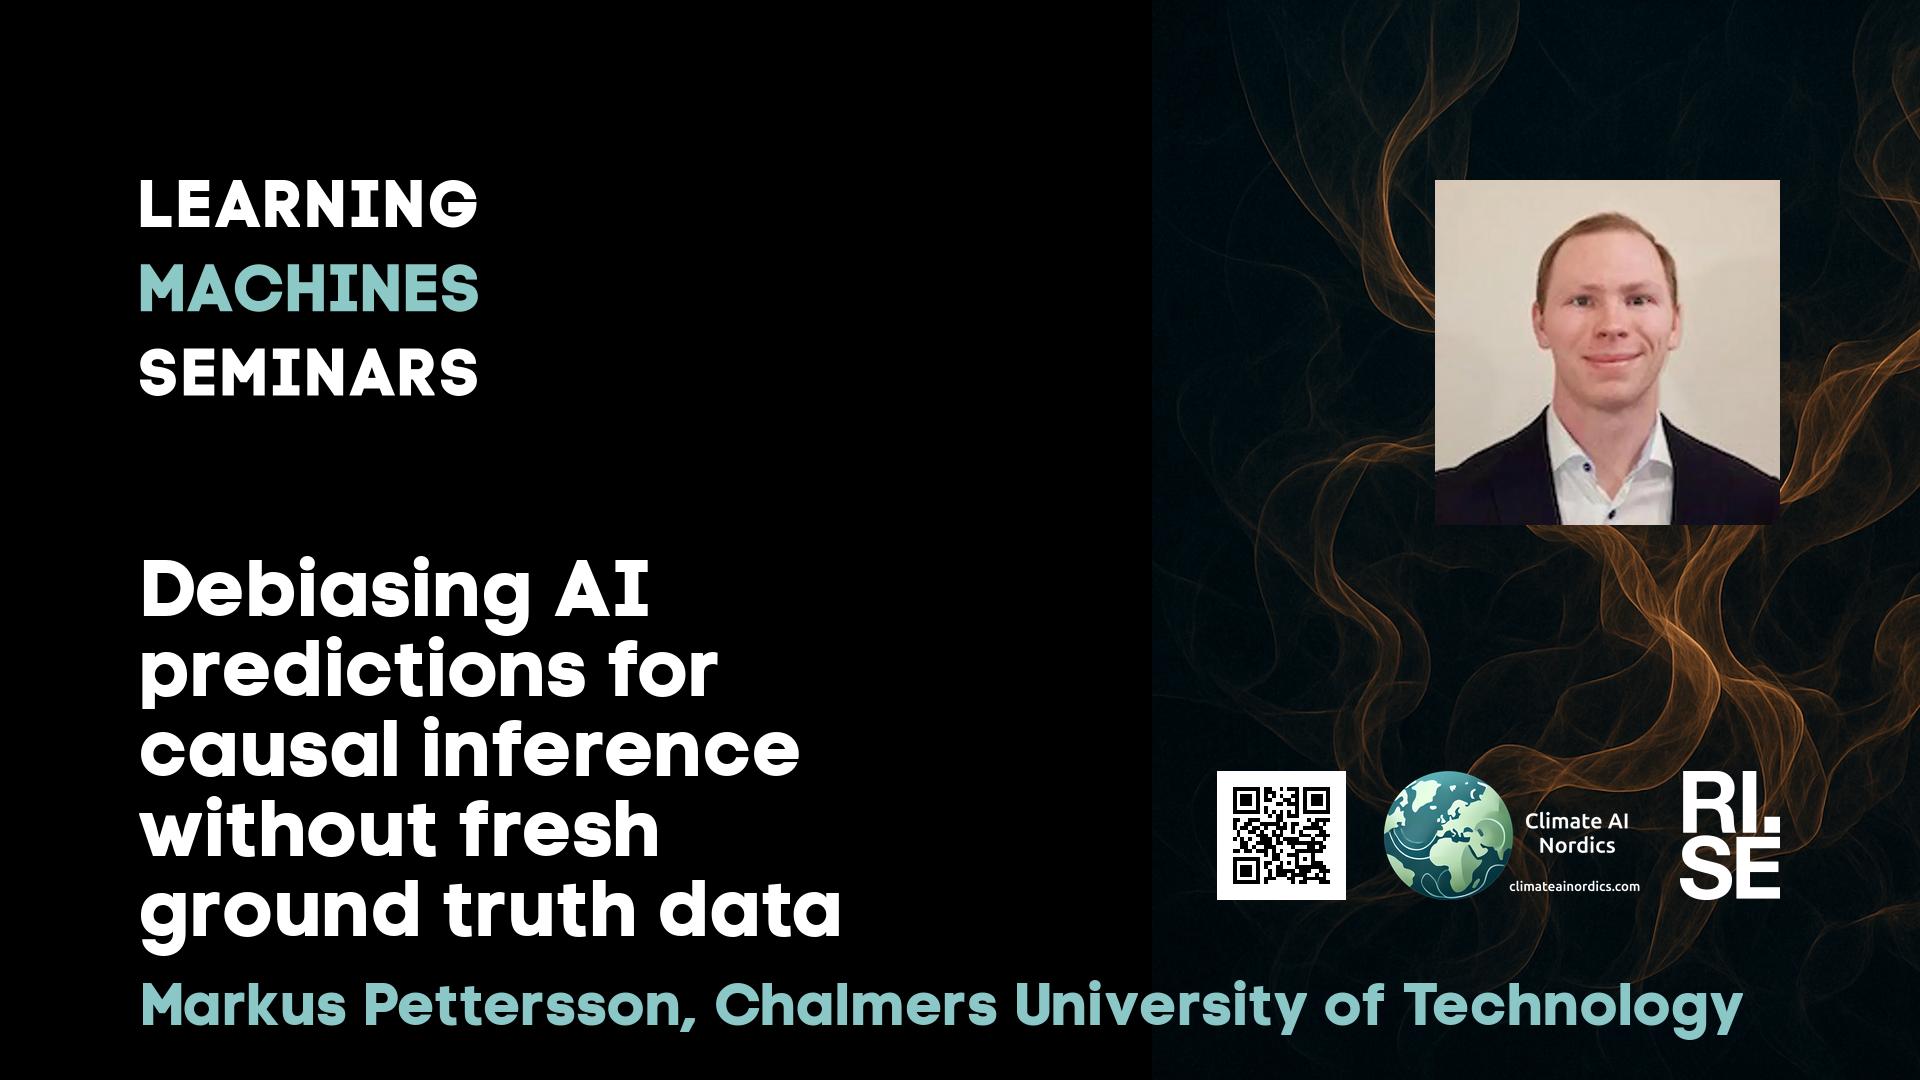 LEARNING
MACHINES
SEMINARS
Debiasing AI
predictions for
causal inference
without fresh
ground truth data
Markus Pettersson, Chalmers University of Technology
Climate AI
Nordics
climateainordics.com
RI.
SE